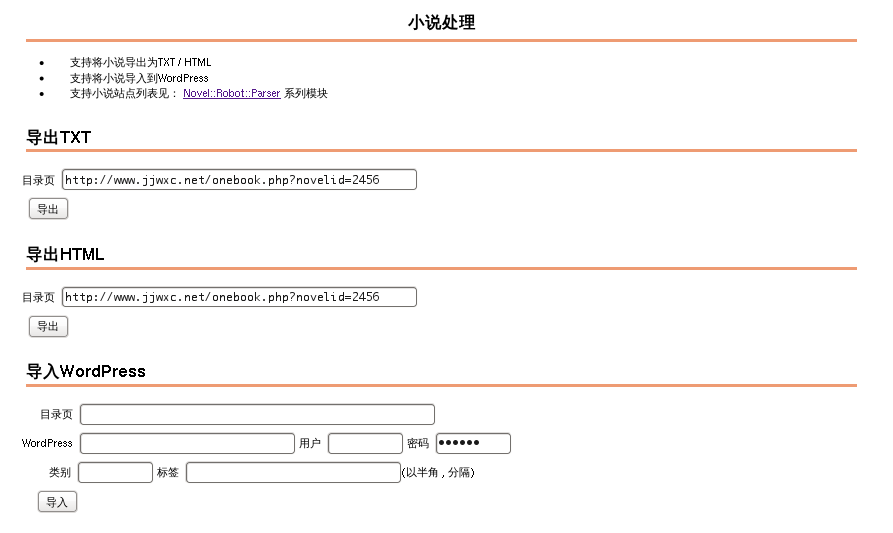 小说处理
支持将小说导出为TXT / HTML
支持将小说导入到WordPress
支持小说站点列表见： Novel::Robot::Parser 系列模块
导出TXT
目录页 http://www.jjwxc.net/onebook.php?novelid=2456
导出
导出HTML
目录页 http://www.jjwxc.net/onebook.php?novelid=2456
导出
导入WordPress
目录页
WordPress 用户 密码 ••••••
类别 标签 (以半角 , 分隔)
导入